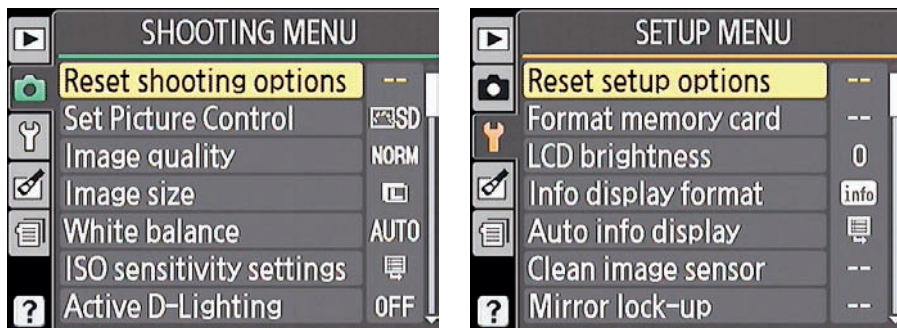 SHOOTING MENU
Reset shooting options --
Set Picture Control SD
Image quality NORM
Image size L
White balance AUTO
ISO sensitivity settings
Active D-Lighting OFF
?
SETUP MENU
Reset setup options --
Format memory card --
LCD brightness 0
Info display format info
Auto info display
Clean image sensor --
Mirror lock-up --
?